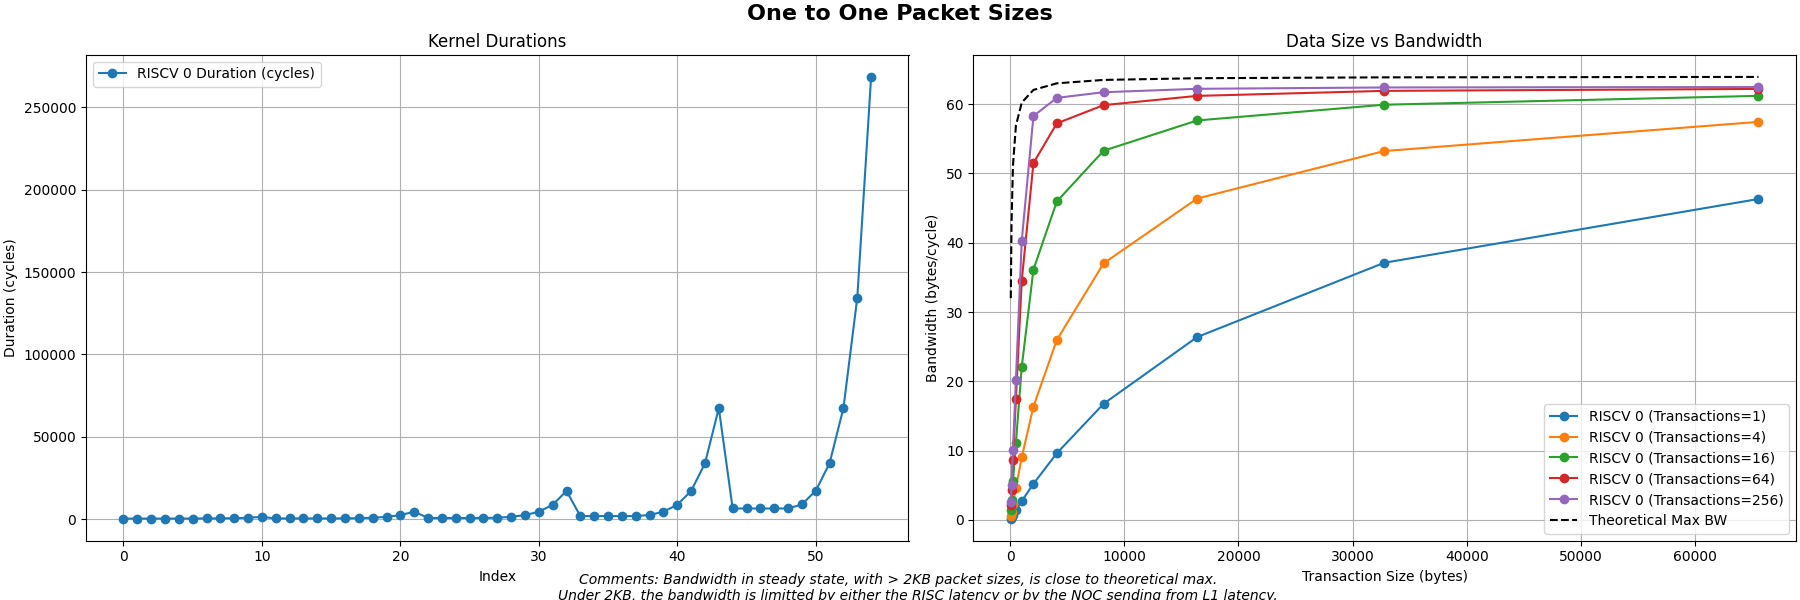 One to One Packet Sizes
Kernel Durations
RISCV 0 Duration (cycles)
Duration (cycles)
250000
200000
150000
100000
50000
0
0
10
20
30
40
50
Index
Data Size vs Bandwidth
Bandwidth (bytes/cycle)
60
50
40
30
20
10
0
0
10000
20000
30000
40000
50000
60000
Transaction Size (bytes)
RISCV 0 (Transactions=1)
RISCV 0 (Transactions=4)
RISCV 0 (Transactions=16)
RISCV 0 (Transactions=64)
RISCV 0 (Transactions=256)
Theoretical Max BW
Comments: Bandwidth in steady state, with > 2KB packet sizes, is close to theoretical max.
Under 2KB, the bandwidth is limitted by either the RISC latency or by the NOC sending from L1 latency.